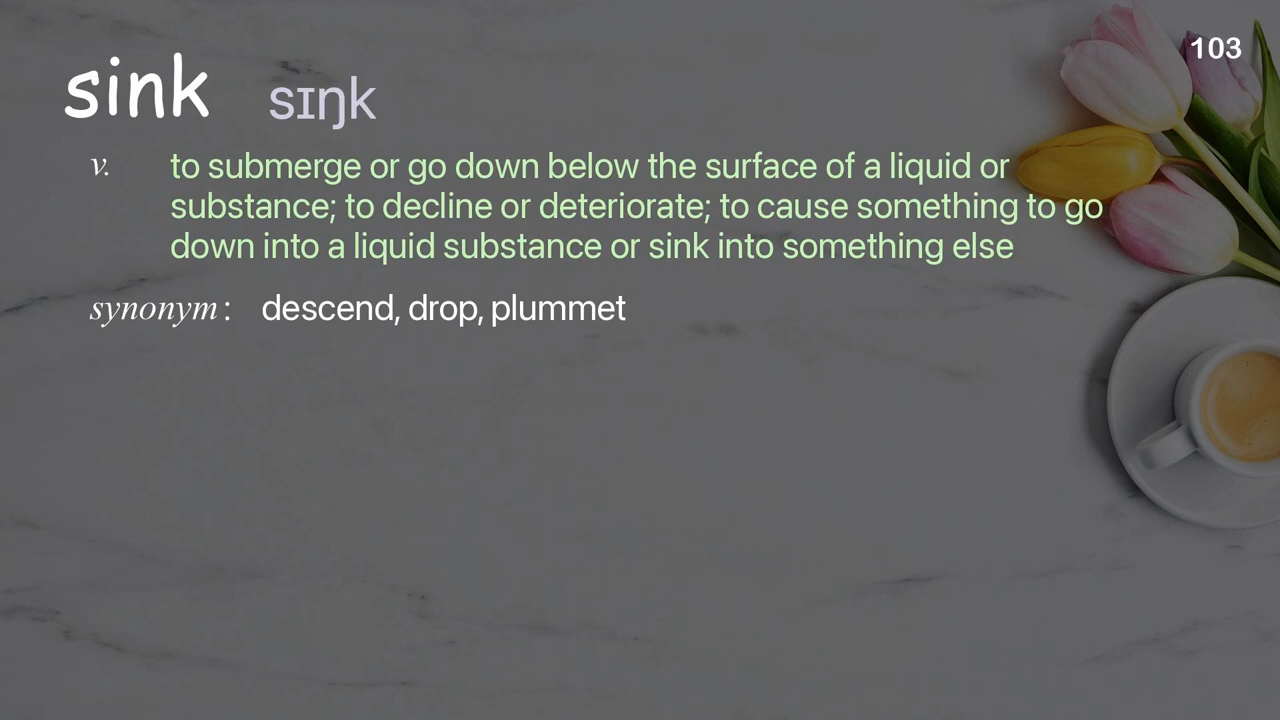 103
sink sɪŋk
v. to submerge or go down below the surface of a liquid or
substance; to decline or deteriorate; to cause something to go
down into a liquid substance or sink into something else
synonym : descend, drop, plummet